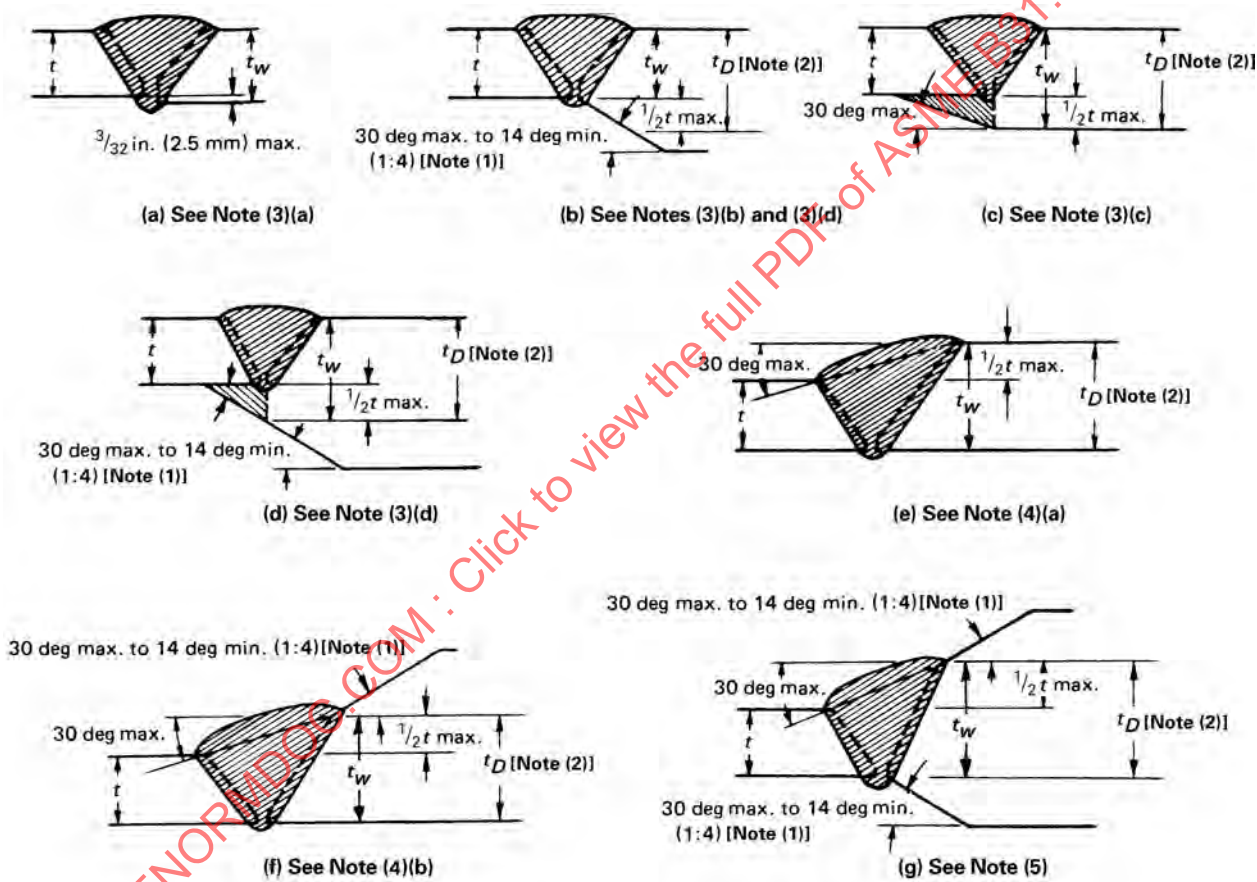 t
t_W
3/32 in. (2.5 mm) max.
(a) See Note (3)(a)
t
t_W
t_D [Note (2)]
1/2 t max.
30 deg max. to 14 deg min.
(1:4) [Note (1)]
(b) See Notes (3)(b) and (3)(d)
t
t_W
t_D [Note (2)]
30 deg max.
1/2 t max.
(c) See Note (3)(c)
t
t_W
t_D [Note (2)]
1/2 t max.
30 deg max. to 14 deg min.
(1:4) [Note (1)]
(d) See Note (3)(d)
30 deg max.
t
t_W
1/2 t max.
t_D [Note (2)]
(e) See Note (4)(a)
30 deg max. to 14 deg min. (1:4)[Note (1)]
30 deg max.
t
t_W
1/2 t max.
t_D [Note (2)]
(f) See Note (4)(b)
30 deg max. to 14 deg min. (1:4)[Note (1)]
30 deg max.
t
t_W
1/2 t max.
t_D [Note (2)]
30 deg max. to 14 deg min.
(1:4) [Note (1)]
(g) See Note (5)
ENORMDOC.COM : Click to view the full PDF of ASME B31.